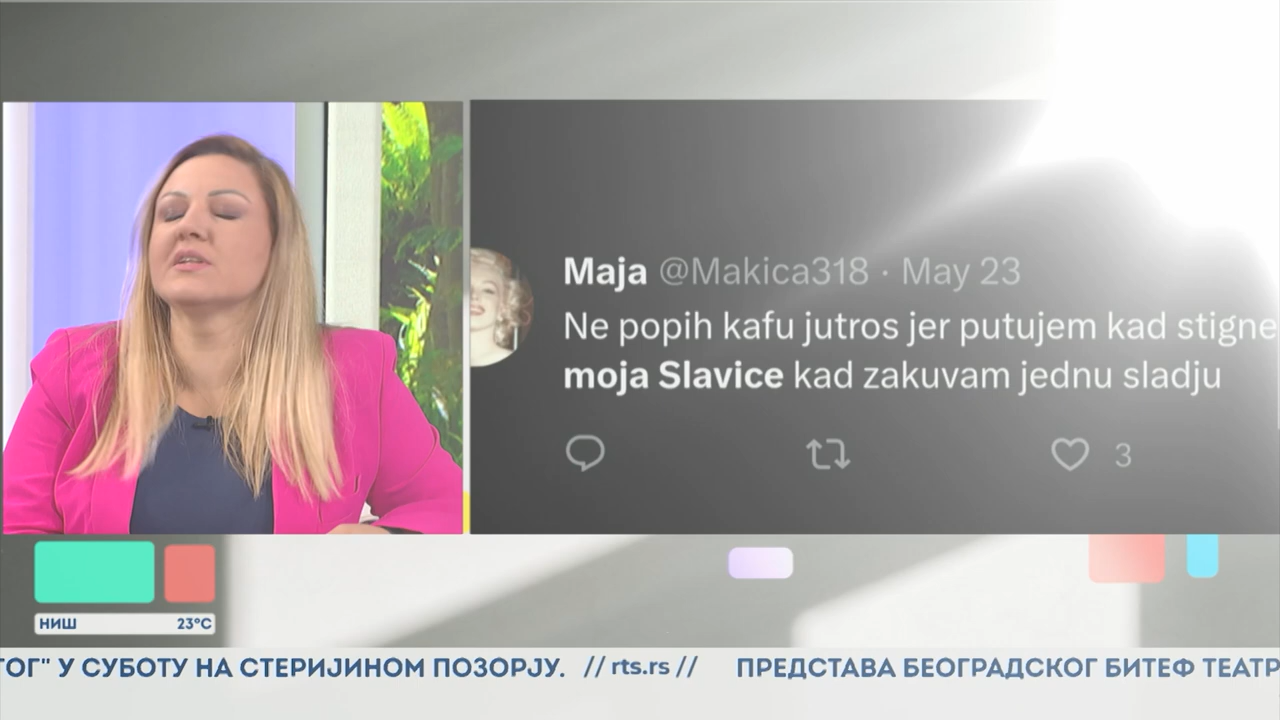 Maja @Makica318 · May 23
Ne popih kafu jutros jer putujem kad stigne
moja Slavice kad zakuvam jednu sladju
3
НИШ 23°C
ТОГ" У СУБОТУ НА СТЕРИЈИНОМ ПОЗОРЈУ. // rts.rs // ПРЕДСТАВА БЕОГРАДСКОГ БИТЕФ ТЕАТР